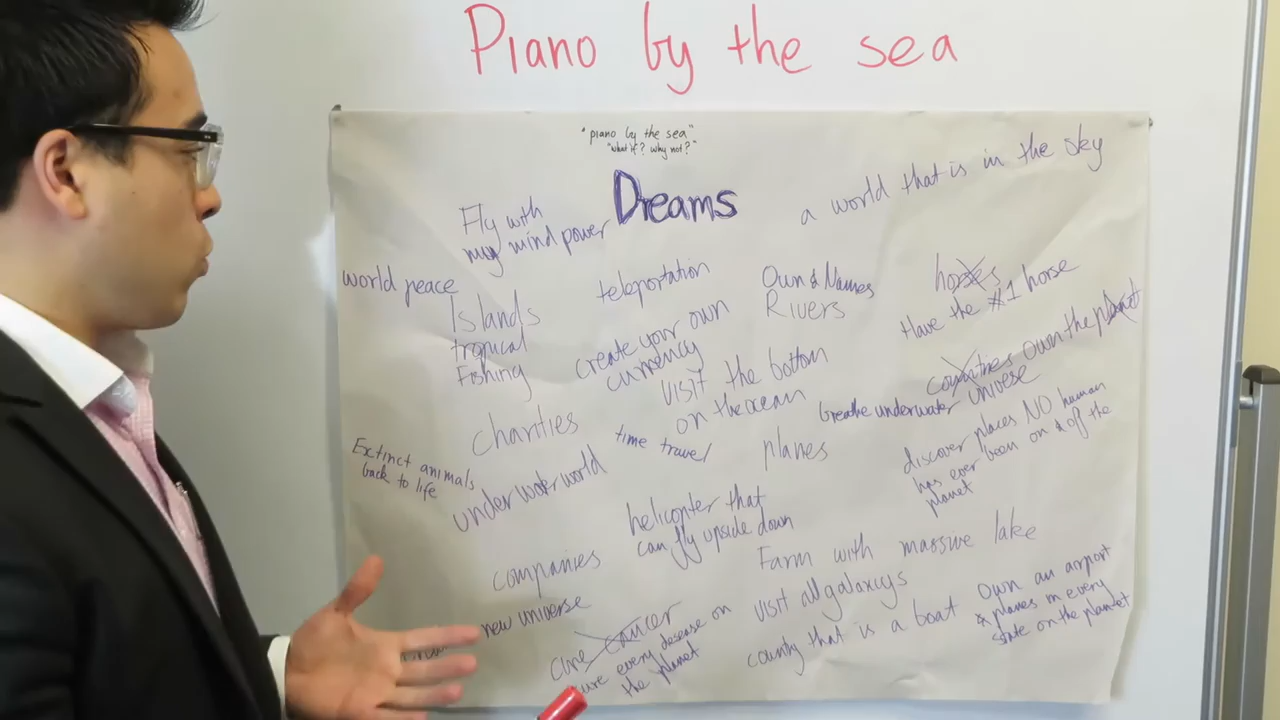 Piano by the sea
"piano by the sea"
"what if? why not?"
Dreams
a world that is in the sky
Fly with
my mind power
world peace
Islands
tropical
Fishing
teleportation
Own & Names
Rivers
horses
Have the #1 horse
create your own
currency
countries own the planet
universe
visit the bottom
on the ocean
breathe underwater
charities
time travel
planes
discover places NO human
has ever been on & off the
planet
Extinct animals
back to life
under water world
helicopter that
can fly upside down
companies
Farm with massive lake
new universe
visit all galaxys
Own an airport
& planes in every
state on the planet
cure cancer
cure every desease on
the planet
country that is a boat